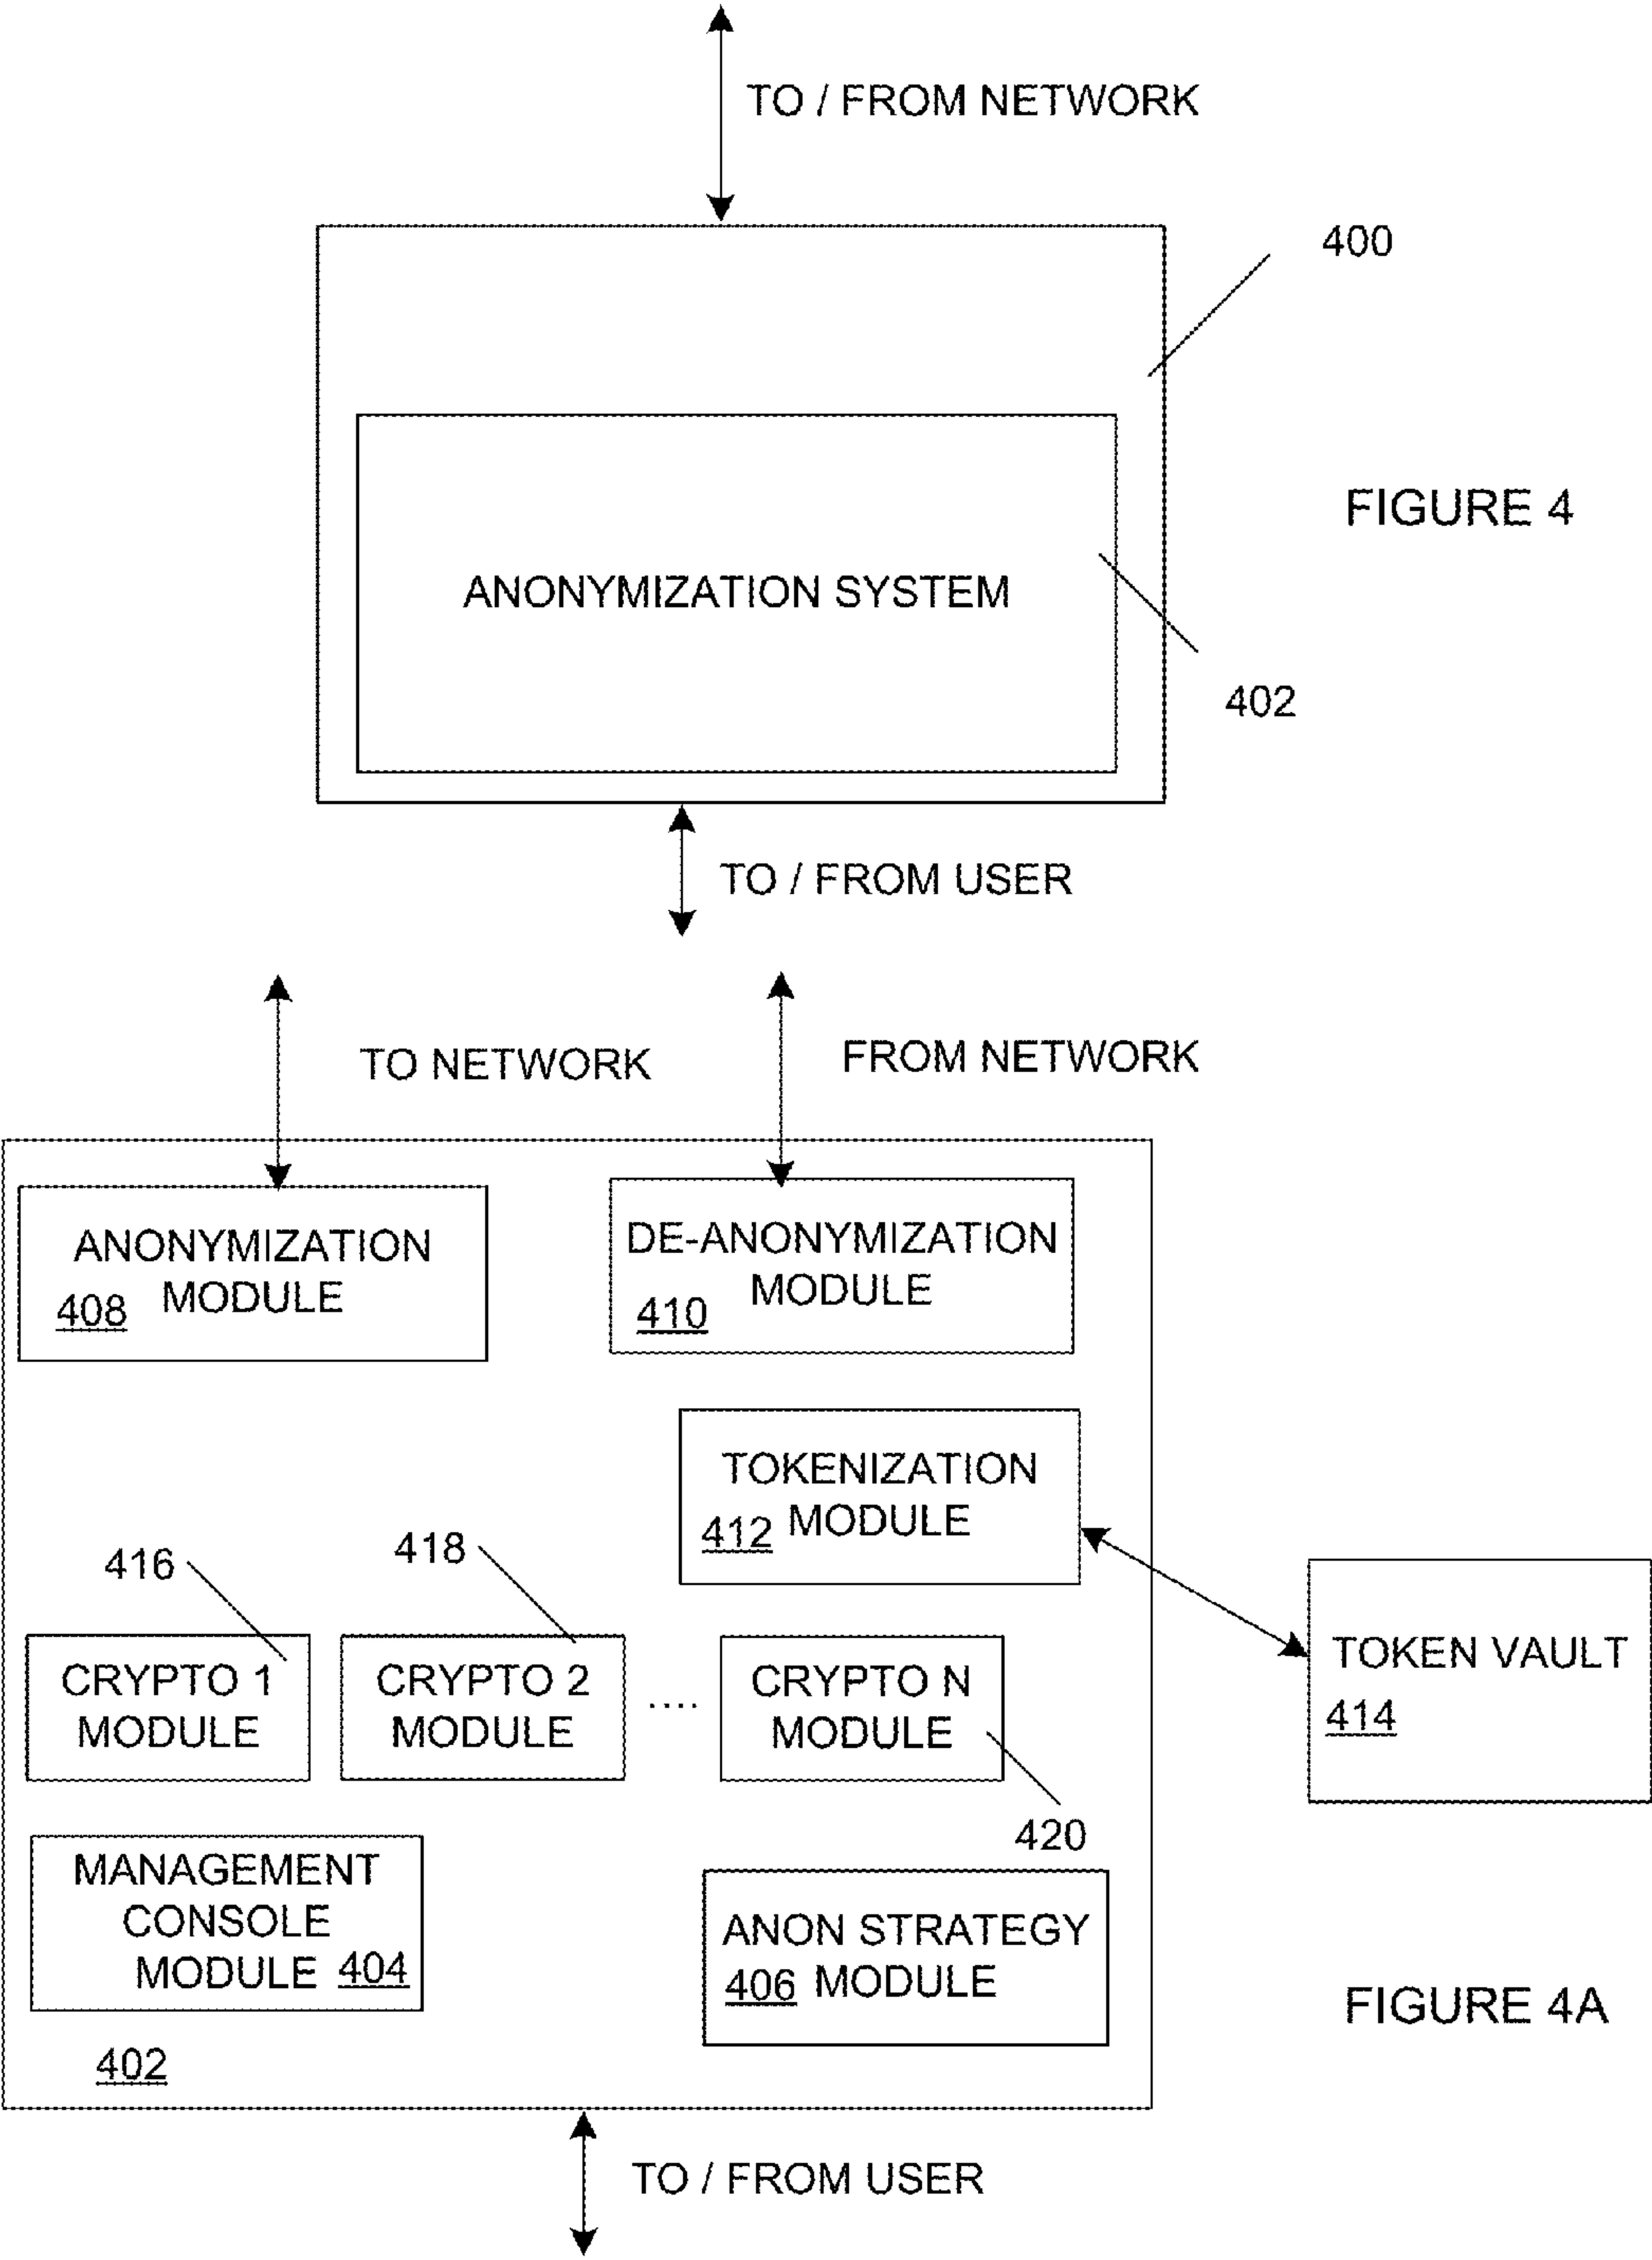 TO / FROM NETWORK
400
FIGURE 4
ANONYMIZATION SYSTEM
402
TO / FROM USER
TO NETWORK
FROM NETWORK
ANONYMIZATION
MODULE
408
DE-ANONYMIZATION
MODULE
410
TOKENIZATION
MODULE
412
416
418
CRYPTO 1
MODULE
CRYPTO 2
MODULE
....
CRYPTO N
MODULE
420
TOKEN VAULT
414
MANAGEMENT
CONSOLE
MODULE 404
ANON STRATEGY
406 MODULE
FIGURE 4A
402
TO / FROM USER